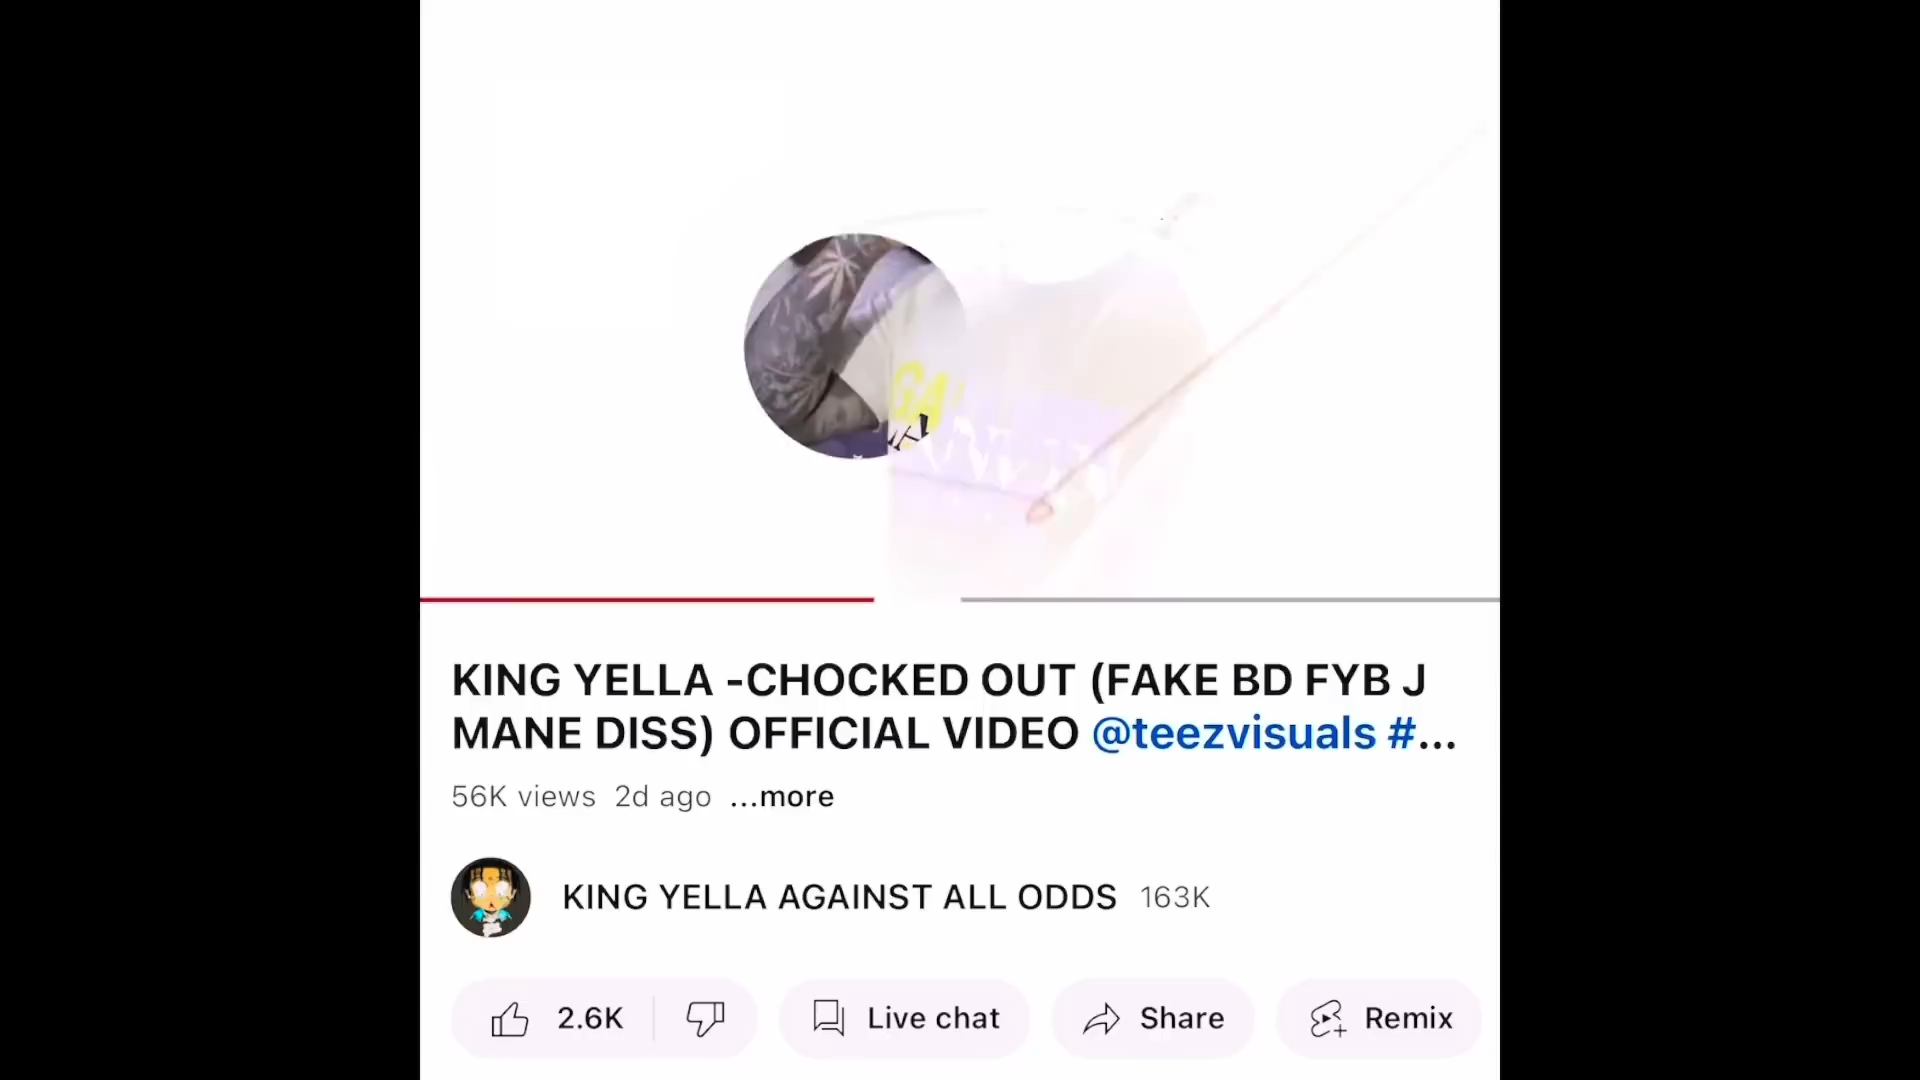 GA
KING YELLA -CHOCKED OUT (FAKE BD FYB J
MANE DISS) OFFICIAL VIDEO @teezvisuals #...
56K views 2d ago ...more
KING YELLA AGAINST ALL ODDS 163K
2.6K Live chat Share Remix